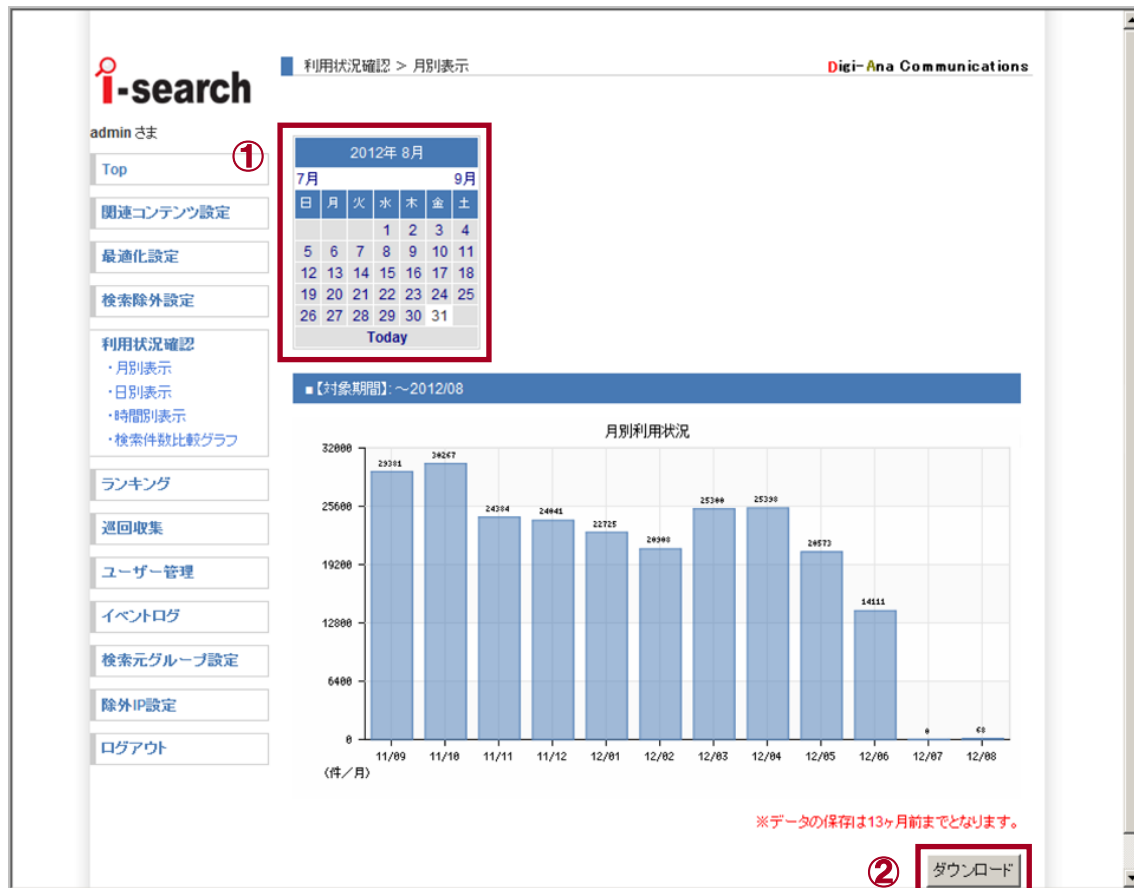 i-search
利用状況確認 > 月別表示
Digi-Ana Communications
admin さま
Top
関連コンテンツ設定
最適化設定
検索除外設定
利用状況確認
・月別表示
・日別表示
・時間別表示
・検索件数比較グラフ
ランキング
巡回収集
ユーザー管理
イベントログ
検索元グループ設定
除外IP設定
ログアウト
①
2012年 8月
7月 9月
日 月 火 水 木 金 土
1 2 3 4
5 6 7 8 9 10 11
12 13 14 15 16 17 18
19 20 21 22 23 24 25
26 27 28 29 30 31
Today
■【対象期間】:～2012/08
月別利用状況
32000
25600
19200
12800
6400
0
29381 30267 24384 24041 22725 20908 25300 25398 20573 14111 0 68
11/09 11/10 11/11 11/12 12/01 12/02 12/03 12/04 12/05 12/06 12/07 12/08
(件／月)
※データの保存は13ヶ月前までとなります。
②
ダウンロード